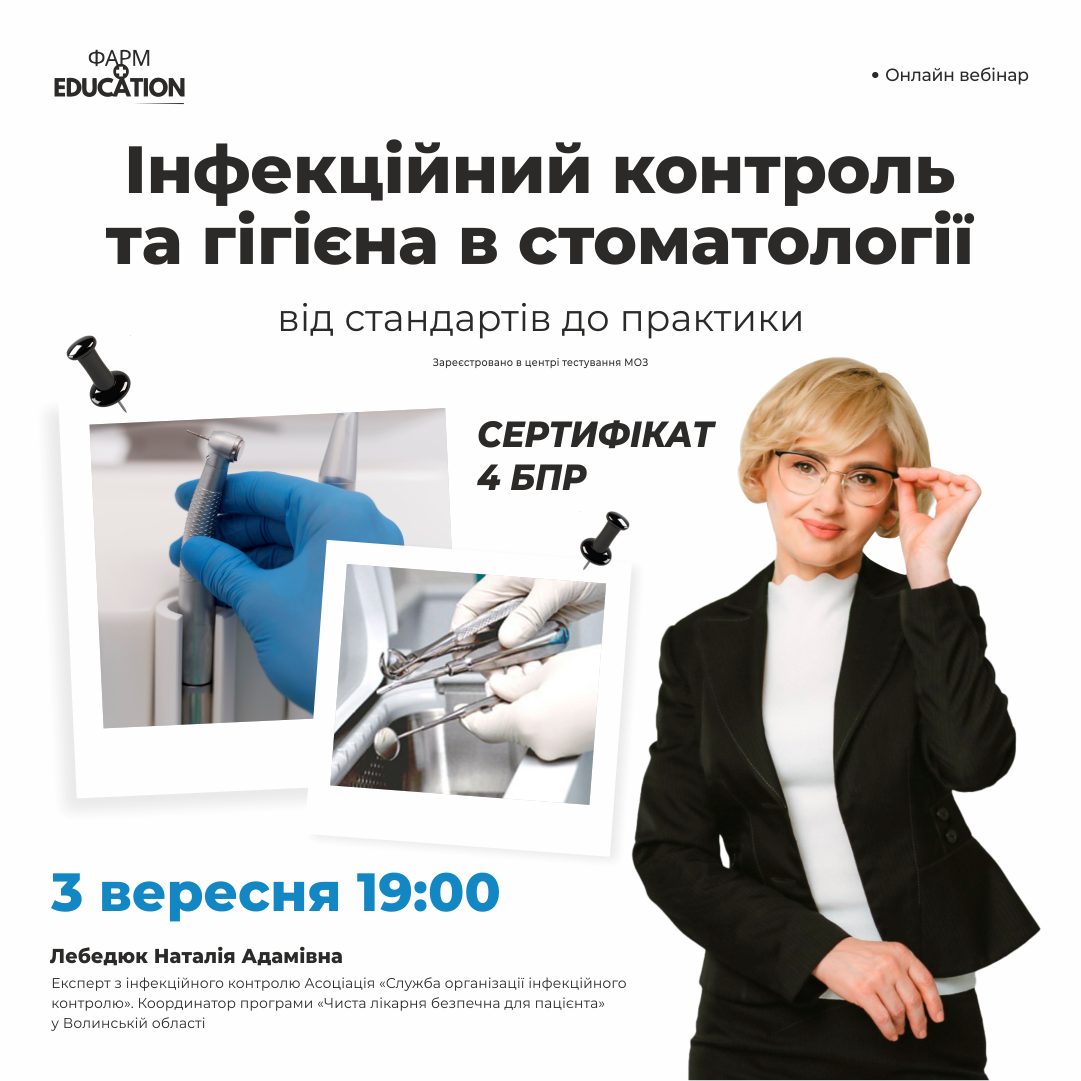 ФАРМ
EDUCATION
• Онлайн вебінар
Інфекційний контроль
та гігієна в стоматології
від стандартів до практики
Зареєстровано в центрі тестування МОЗ
СЕРТИФІКАТ
4 БПР
3 вересня 19:00
Лебедюк Наталія Адамівна
Експерт з інфекційного контролю Асоціація «Служба організації інфекційного
контролю». Координатор програми «Чиста лікарня безпечна для пацієнта»
у Волинській області